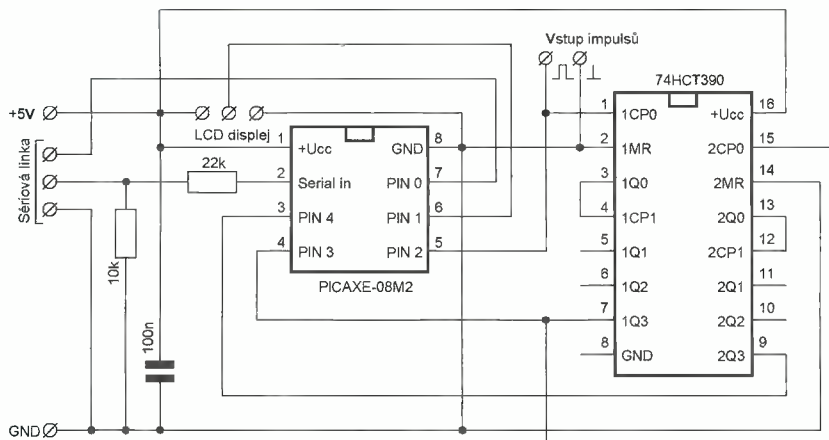 Vstup impulsů
74HCT390
+5V
LCD displej
Sériová linka
22k
10k
100n
GND
1
+Ucc
GND
8
2
Serial in
PIN 0
7
3
PIN 4
PIN 1
6
4
PIN 3
PIN 2
5
PICAXE-08M2
1
1CP0
+Ucc
16
2
1MR
2CP0
15
3
1Q0
2MR
14
4
1CP1
2Q0
13
5
1Q1
2CP1
12
6
1Q2
2Q1
11
7
1Q3
2Q2
10
8
GND
2Q3
9